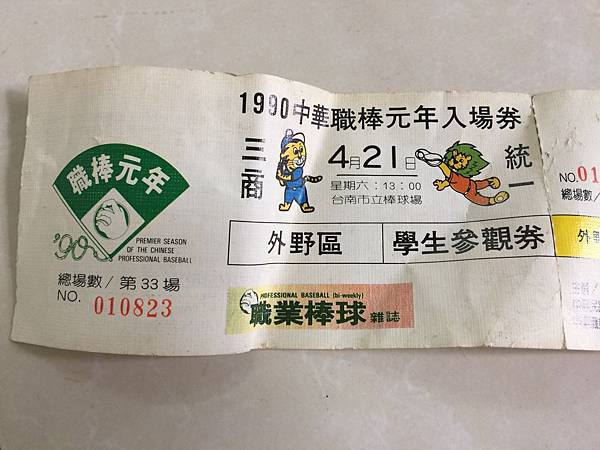 職棒元年
'90
PREMIER SEASON
OF THE CHINESE
PROFESSIONAL BASEBALL
總場數/第33場
NO. 010823
1990中華職棒元年入場券
三商
4月21日
星期六:13:00
台南市立棒球場
統一
外野區
學生參觀券
PROFESSIONAL BASEBALL (bi-weekly)
職業棒球雜誌
NO.01
總場數/
外野